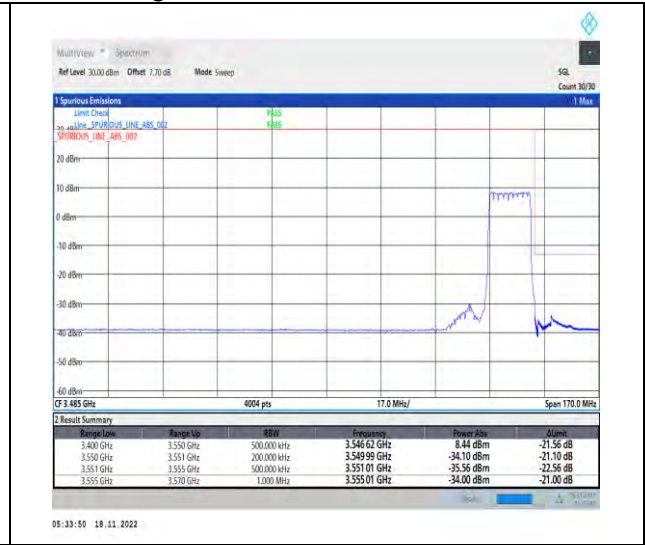 MultiView Spectrum
Ref Level 30.00 dBm Offset 7.70 dB Mode Sweep SGL
Count 30/30
1 Spurious Emissions 1 Max
Limit Check PASS
Line _SPURIOUS_LINE_ABS_002 PASS
_SPURIOUS_LINE_ABS_002
20 dBm
10 dBm
0 dBm
-10 dBm
-20 dBm
-30 dBm
-40 dBm
-50 dBm
-60 dBm
CF 3.485 GHz 4004 pts 17.0 MHz/ Span 170.0 MHz
2 Result Summary
Range Low Range Up RBW Frequency Power Abs ΔLimit
3.400 GHz 3.550 GHz 500.000 kHz 3.546 62 GHz 8.44 dBm -21.56 dB
3.550 GHz 3.551 GHz 200.000 kHz 3.549 99 GHz -34.10 dBm -21.10 dB
3.551 GHz 3.555 GHz 500.000 kHz 3.551 01 GHz -35.56 dBm -22.56 dB
3.555 GHz 3.570 GHz 1.000 MHz 3.555 01 GHz -34.00 dBm -21.00 dB
05:33:50 18.11.2022